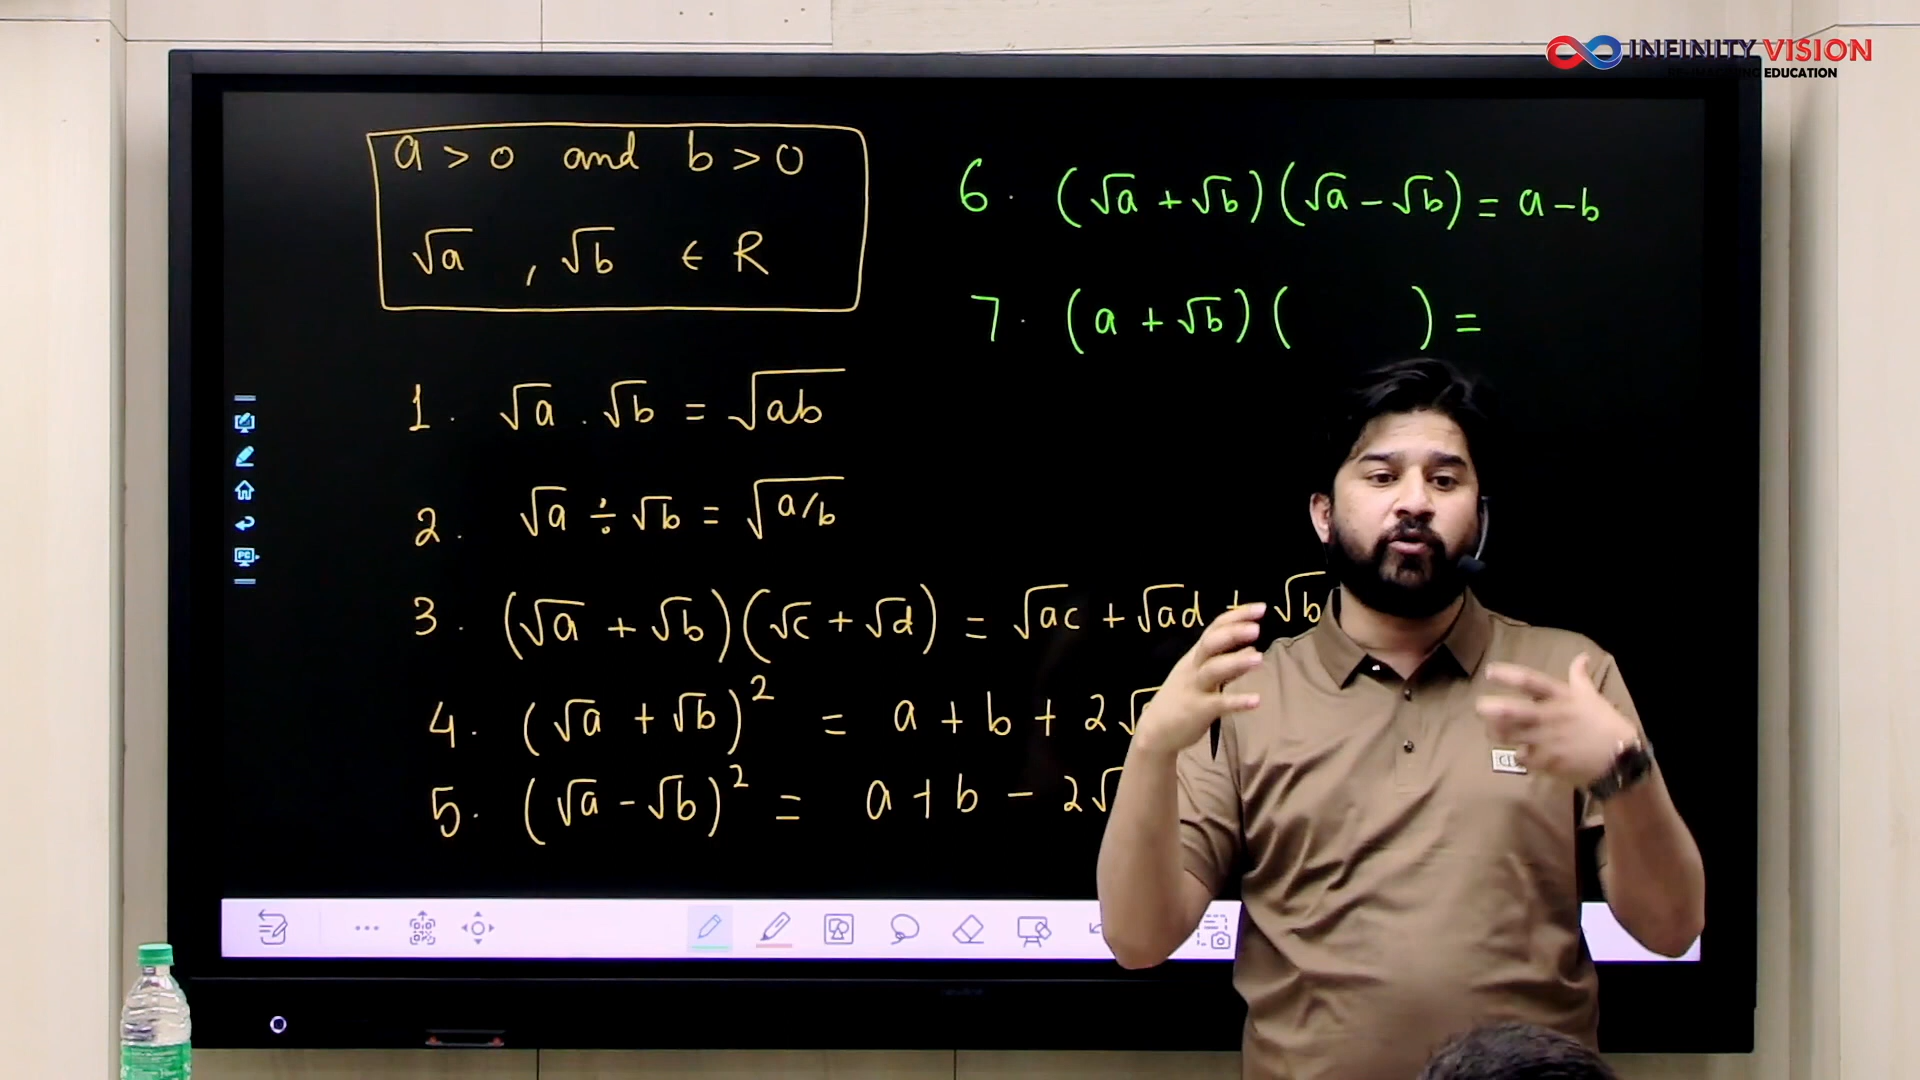 INFINITY VISION
EDUCATION
a > 0 and b > 0
√a , √b ∈ R
1. √a . √b = √ab
2. √a ÷ √b = √a/b
3. (√a + √b)(√c + √d) = √ac + √ad + √b
4. (√a + √b)² = a + b + 2√
5. (√a - √b)² = a + b - 2√
6. (√a + √b)(√a - √b) = a - b
7. (a + √b)( ) =
PC